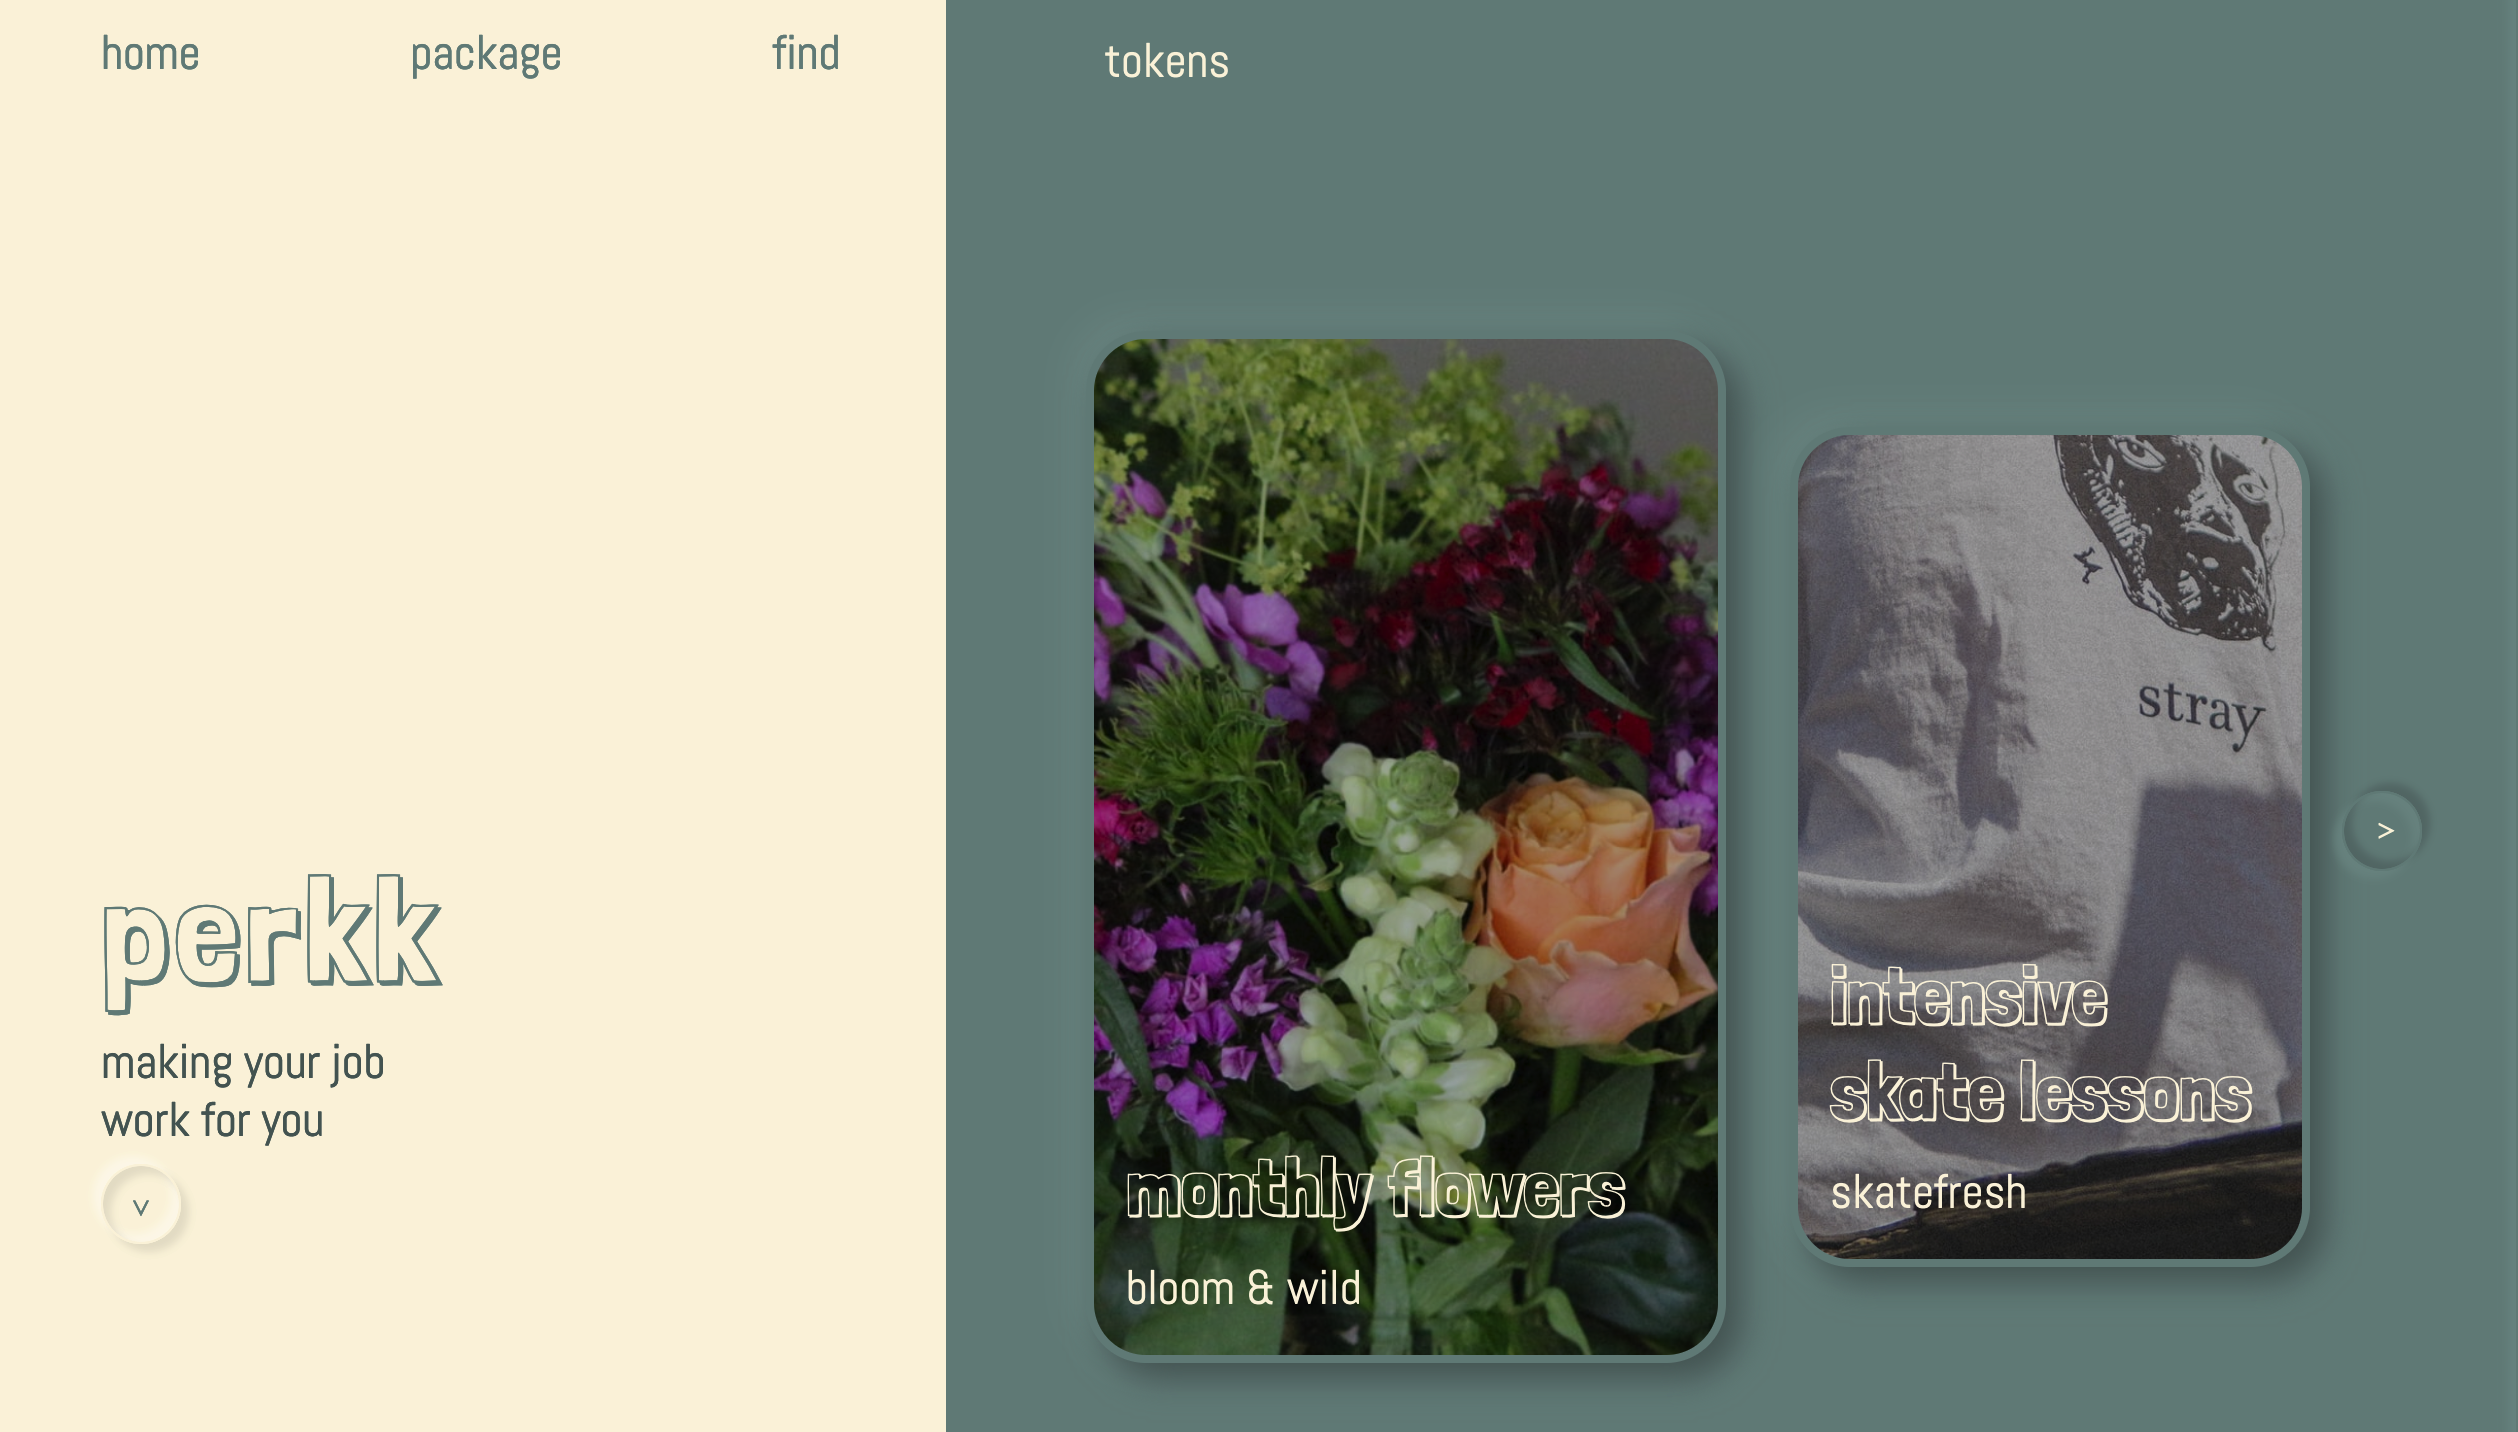 home
package
find
tokens
perkk
making your job
work for you
>
monthly flowers
bloom & wild
stray
intensive
skate lessons
skatefresh
>